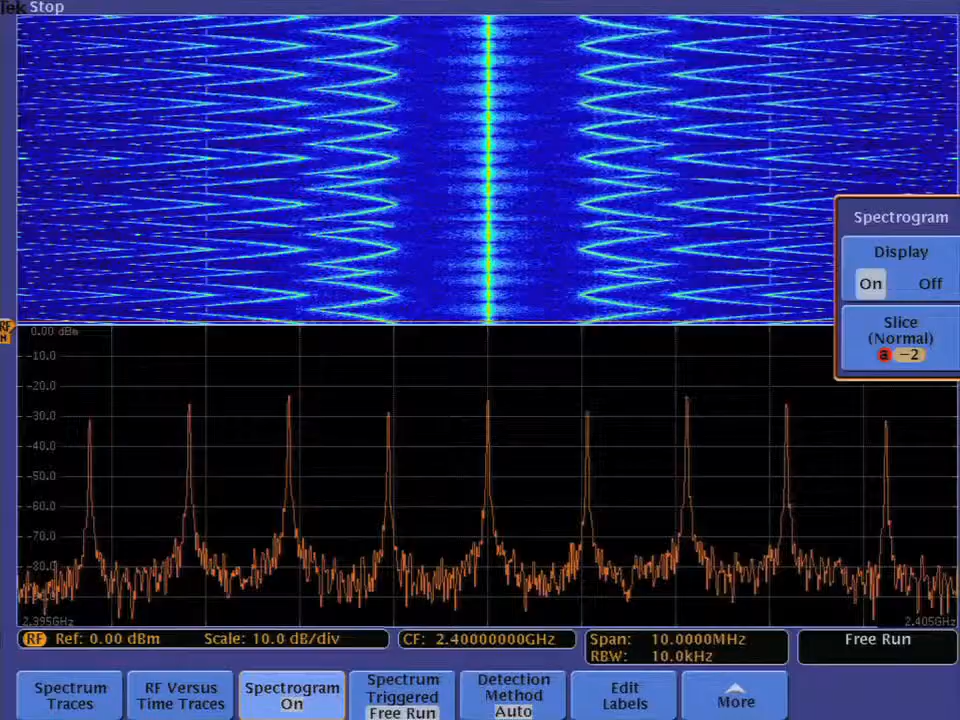 Tek Stop
Spectrogram
Display
On Off
Slice
(Normal)
a -2
RF
0.00 dBm
-10.0
-20.0
-30.0
-40.0
-50.0
-60.0
-70.0
-80.0
2.395GHz 2.405GHz
RF Ref: 0.00 dBm Scale: 10.0 dB/div CF: 2.40000000GHz Span: 10.0000MHz Free Run
RBW: 10.0kHz
Spectrum
Traces
RF Versus
Time Traces
Spectrogram
On
Spectrum
Triggered
Free Run
Detection
Method
Auto
Edit
Labels
More